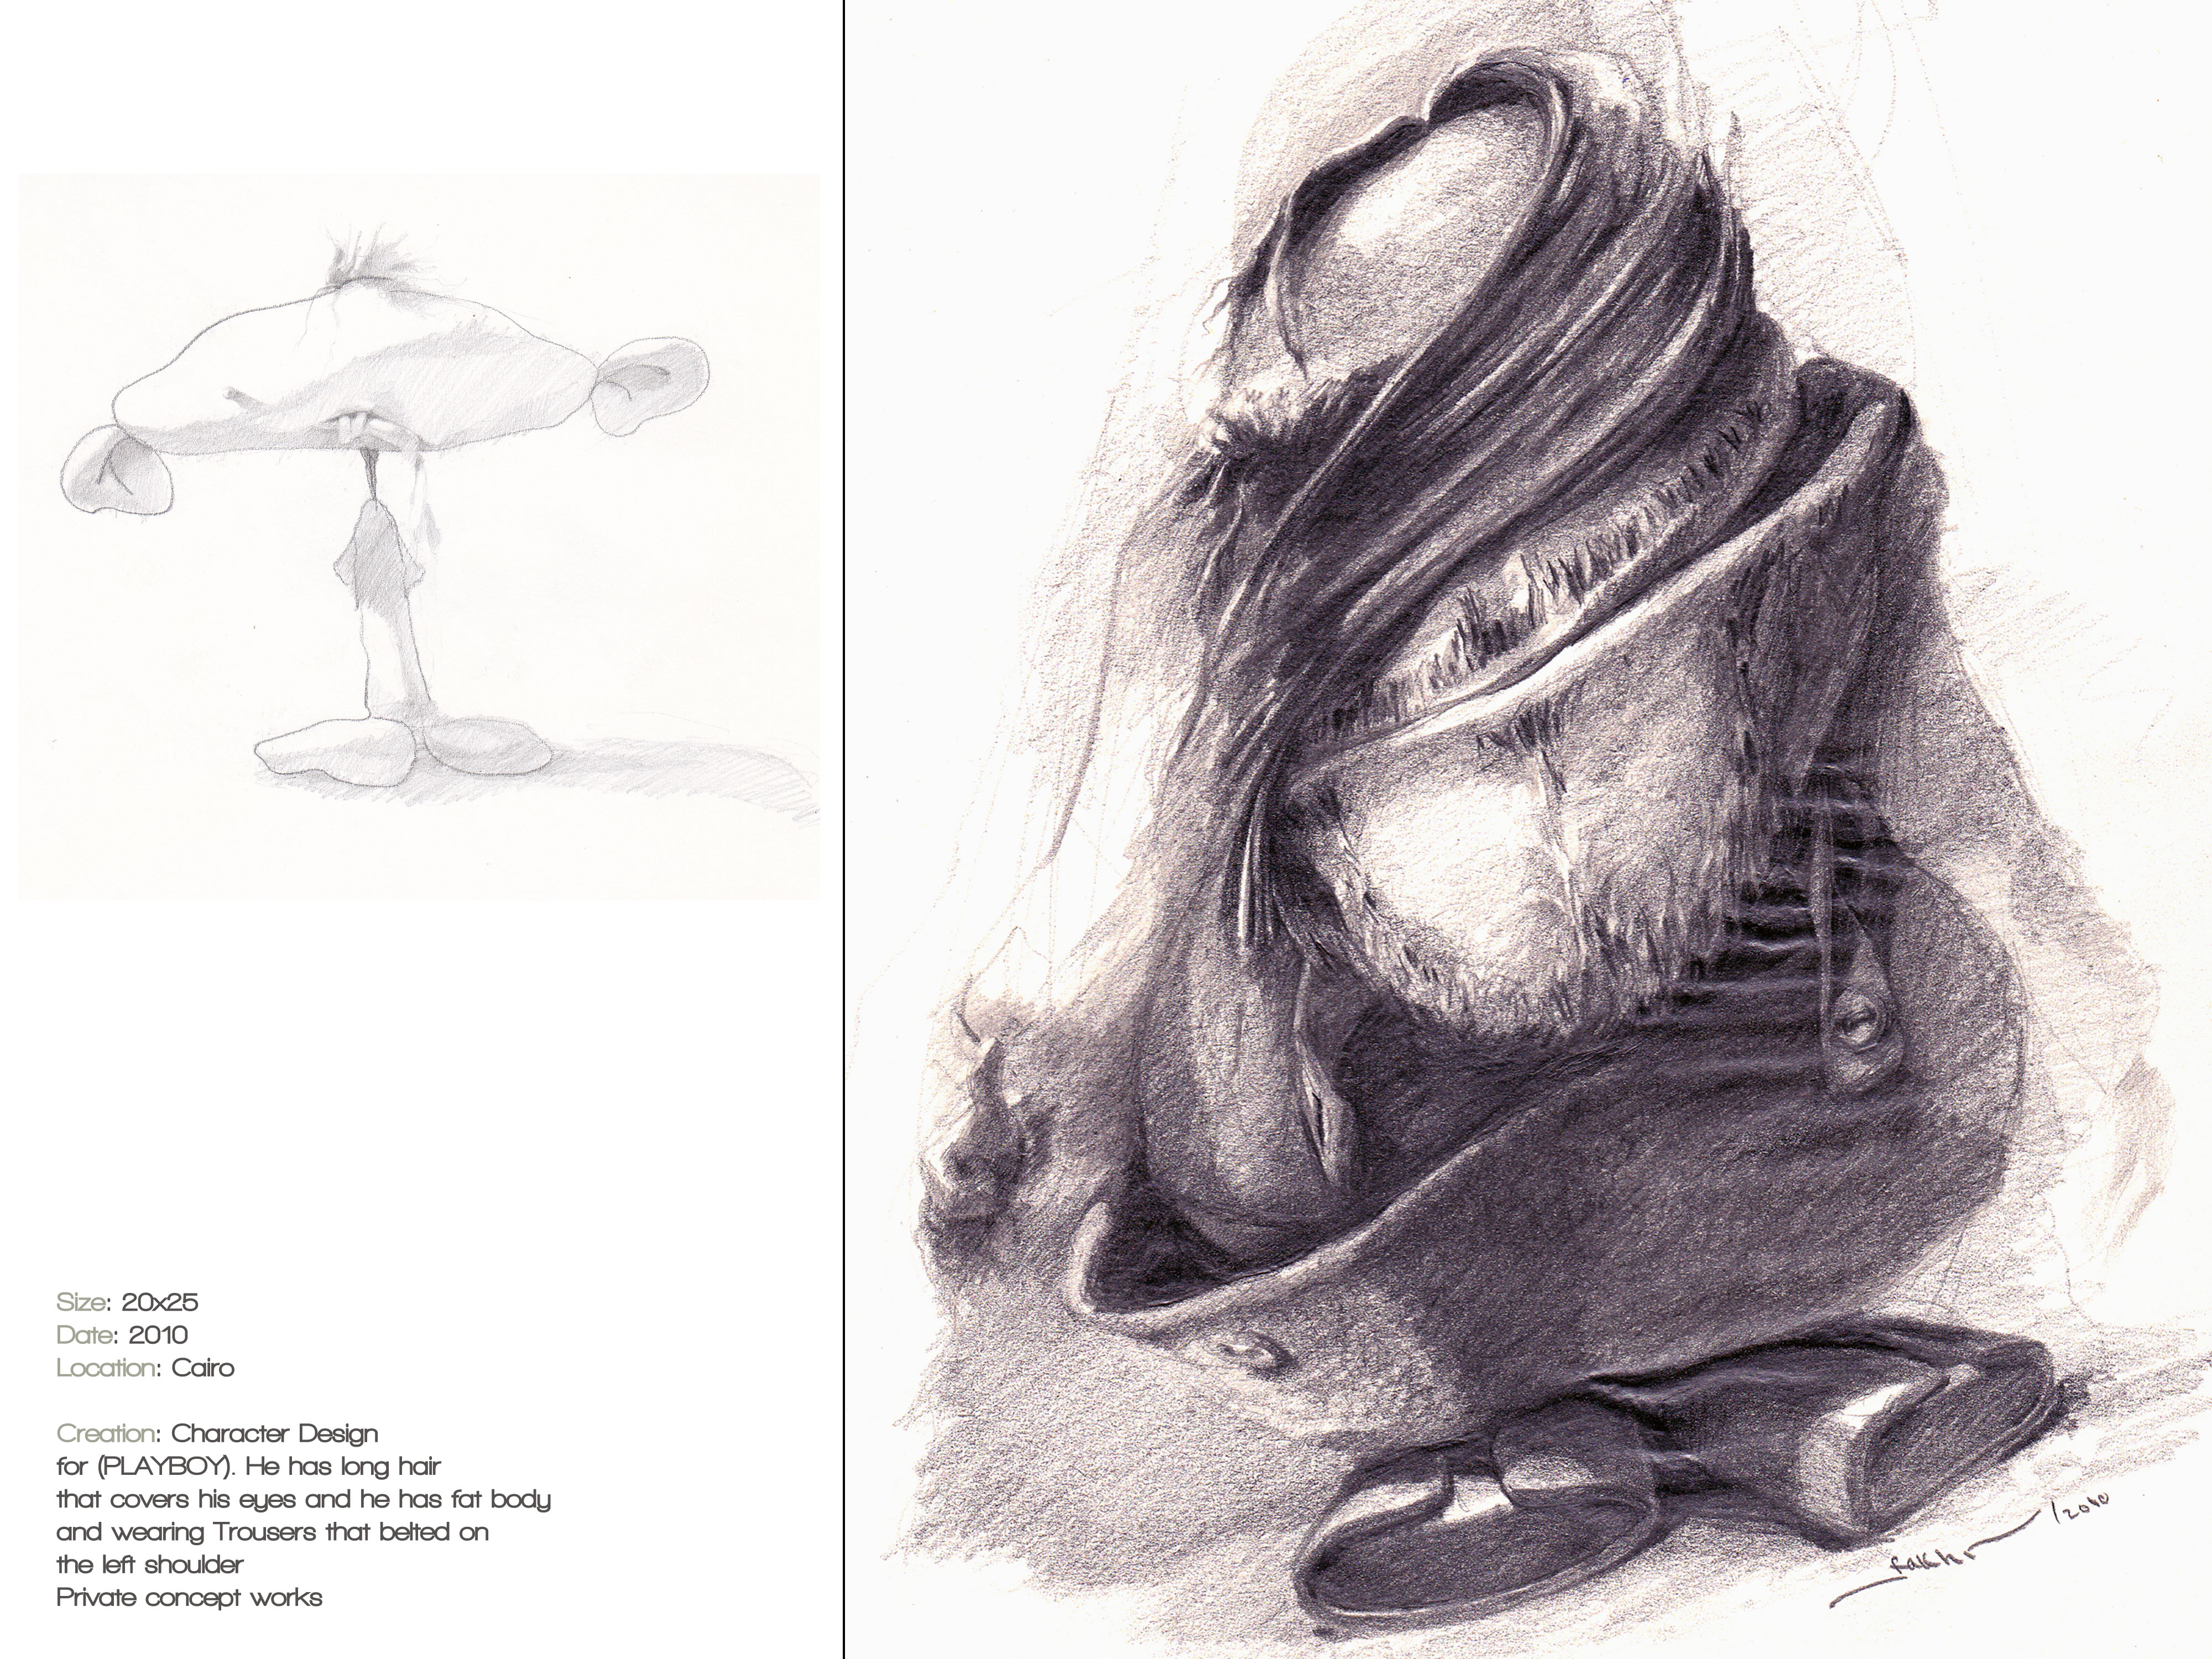 Size: 20x25
Date: 2010
Location: Cairo
Creation: Character Design
for (PLAYBOY). He has long hair
that covers his eyes and he has fat body
and wearing Trousers that belted on
the left shoulder
Private concept works
fakhr /2010